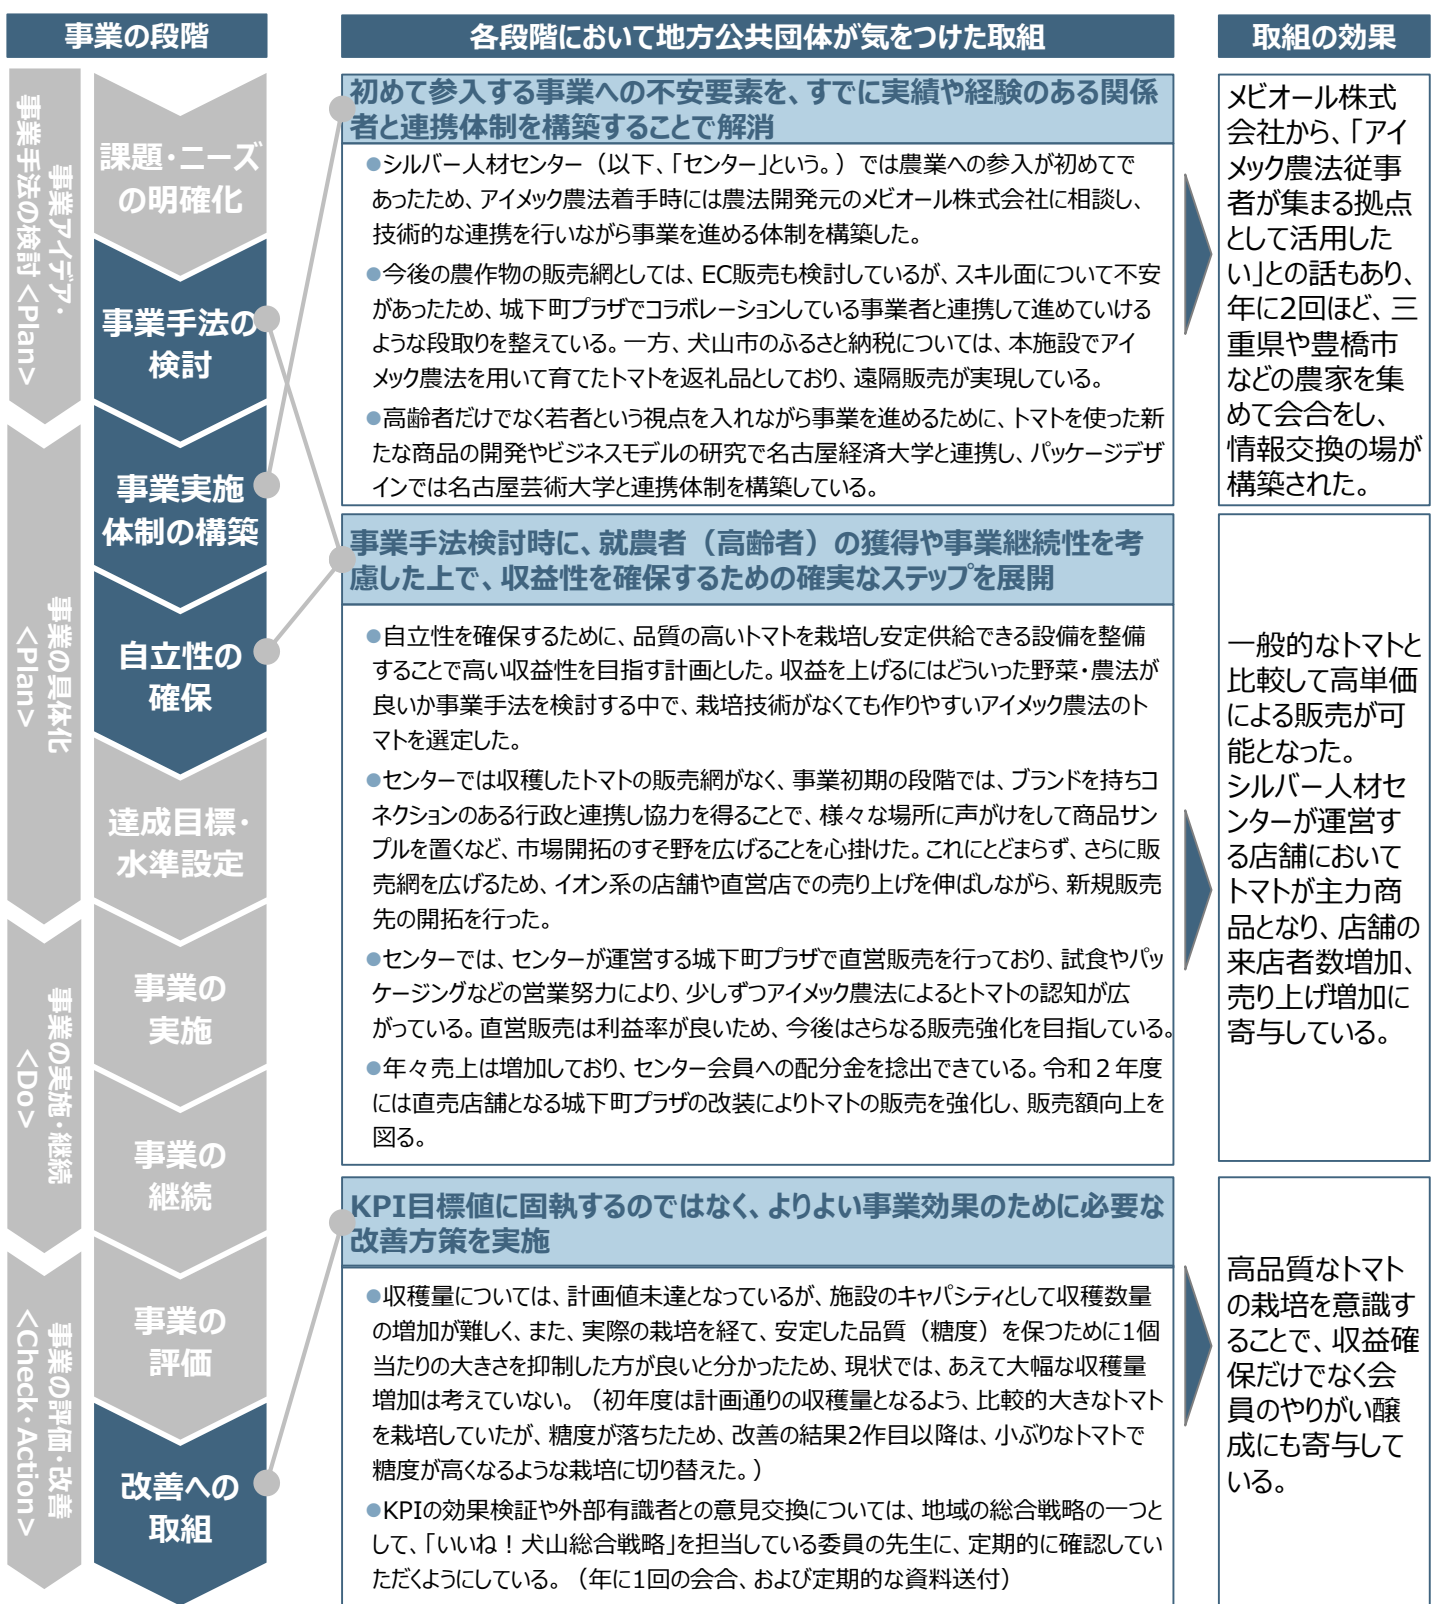 事業の段階
各段階において地方公共団体が気をつけた取組
取組の効果
事業アイデア・
事業手法の検討 <Plan>
事業の具体化
<Plan>
事業の実施・継続
<Do>
事業の評価・改善
<Check・Action>
課題・ニーズ
の明確化
事業手法の
検討
事業実施
体制の構築
自立性の
確保
達成目標・
水準設定
事業の
実施
事業の
継続
事業の
評価
改善への
取組
初めて参入する事業への不安要素を、すでに実績や経験のある関係
者と連携体制を構築することで解消
●シルバー人材センター（以下、「センター」という。）では農業への参入が初めてで
あったため、アイメック農法着手時には農法開発元のメビオール株式会社に相談し、
技術的な連携を行いながら事業を進める体制を構築した。
●今後の農作物の販売網としては、EC販売も検討しているが、スキル面について不安
があったため、城下町プラザでコラボレーションしている事業者と連携して進めていける
ような段取りを整えている。一方、犬山市のふるさと納税については、本施設でアイ
メック農法を用いて育てたトマトを返礼品としており、遠隔販売が実現している。
●高齢者だけでなく若者という視点を入れながら事業を進めるために、トマトを使った新
たな商品の開発やビジネスモデルの研究で名古屋経済大学と連携し、パッケージデザ
インでは名古屋芸術大学と連携体制を構築している。
メビオール株式
会社から、「アイ
メック農法従事
者が集まる拠点
として活用した
い」との話もあり、
年に2回ほど、三
重県や豊橋市
などの農家を集
めて会合をし、
情報交換の場が
構築された。
事業手法検討時に、就農者（高齢者）の獲得や事業継続性を考
慮した上で、収益性を確保するための確実なステップを展開
●自立性を確保するために、品質の高いトマトを栽培し安定供給できる設備を整備
することで高い収益性を目指す計画とした。収益を上げるにはどういった野菜・農法が
良いか事業手法を検討する中で、栽培技術がなくても作りやすいアイメック農法のト
マトを選定した。
●センターでは収穫したトマトの販売網がなく、事業初期の段階では、ブランドを持ちコ
ネクションのある行政と連携し協力を得ることで、様々な場所に声がけをして商品サン
プルを置くなど、市場開拓のすそ野を広げることを心掛けた。これにとどまらず、さらに販
売網を広げるため、イオン系の店舗や直営店での売り上げを伸ばしながら、新規販売
先の開拓を行った。
●センターでは、センターが運営する城下町プラザで直営販売を行っており、試食やパッ
ケージングなどの営業努力により、少しずつアイメック農法によるとトマトの認知が広
がっている。直営販売は利益率が良いため、今後はさらなる販売強化を目指している。
●年々売上は増加しており、センター会員への配分金を捻出できている。令和２年度
には直売店舗となる城下町プラザの改装によりトマトの販売を強化し、販売額向上を
図る。
一般的なトマトと
比較して高単価
による販売が可
能となった。
シルバー人材セ
ンターが運営す
る店舗において
トマトが主力商
品となり、店舗の
来店者数増加、
売り上げ増加に
寄与している。
KPI目標値に固執するのではなく、よりよい事業効果のために必要な
改善方策を実施
●収穫量については、計画値未達となっているが、施設のキャパシティとして収穫数量
の増加が難しく、また、実際の栽培を経て、安定した品質（糖度）を保つために1個
当たりの大きさを抑制した方が良いと分かったため、現状では、あえて大幅な収穫量
増加は考えていない。（初年度は計画通りの収穫量となるよう、比較的大きなトマト
を栽培していたが、糖度が落ちたため、改善の結果2作目以降は、小ぶりなトマトで
糖度が高くなるような栽培に切り替えた。）
●KPIの効果検証や外部有識者との意見交換については、地域の総合戦略の一つと
して、「いいね！犬山総合戦略」を担当している委員の先生に、定期的に確認してい
ただくようにしている。（年に1回の会合、および定期的な資料送付）
高品質なトマト
の栽培を意識す
ることで、収益確
保だけでなく会
員のやりがい醸
成にも寄与して
いる。